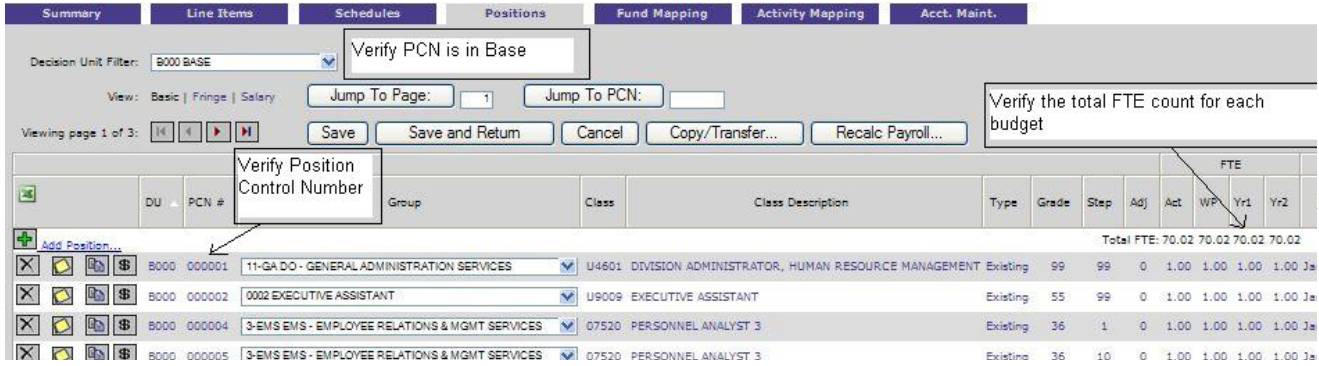 Summary Line Items Schedules Positions Fund Mapping Activity Mapping Acct. Maint.
Verify PCN is in Base
Decision Unit Filter: B000 BASE
View: Basic | Fringe | Salary Jump To Page: 1 Jump To PCN:
Verify the total FTE count for each
budget
Viewing page 1 of 3: Save Save and Return Cancel Copy/Transfer... Recalc Payroll...
Verify Position
Control Number
FTE
DU PCN # Group Class Class Description Type Grade Step Adj Act WP Yr1 Yr2
Add Position... Total FTE: 70.02 70.02 70.02 70.02
B000 000001 11-GA DO - GENERAL ADMINISTRATION SERVICES U4601 DIVISION ADMINISTRATOR, HUMAN RESOURCE MANAGEMENT Existing 99 99 0 1.00 1.00 1.00 1.00 Ja
B000 000002 0002 EXECUTIVE ASSISTANT U9009 EXECUTIVE ASSISTANT Existing 55 99 0 1.00 1.00 1.00 1.00 Ja
B000 000004 3-EMS EMS - EMPLOYEE RELATIONS & MGMT SERVICES 07520 PERSONNEL ANALYST 3 Existing 36 1 0 1.00 1.00 1.00 1.00 Ja
B000 000005 3-EMS EMS - EMPLOYEE RELATIONS & MGMT SERVICES 07520 PERSONNEL ANALYST 3 Existing 36 10 0 1.00 1.00 1.00 1.00 Ja